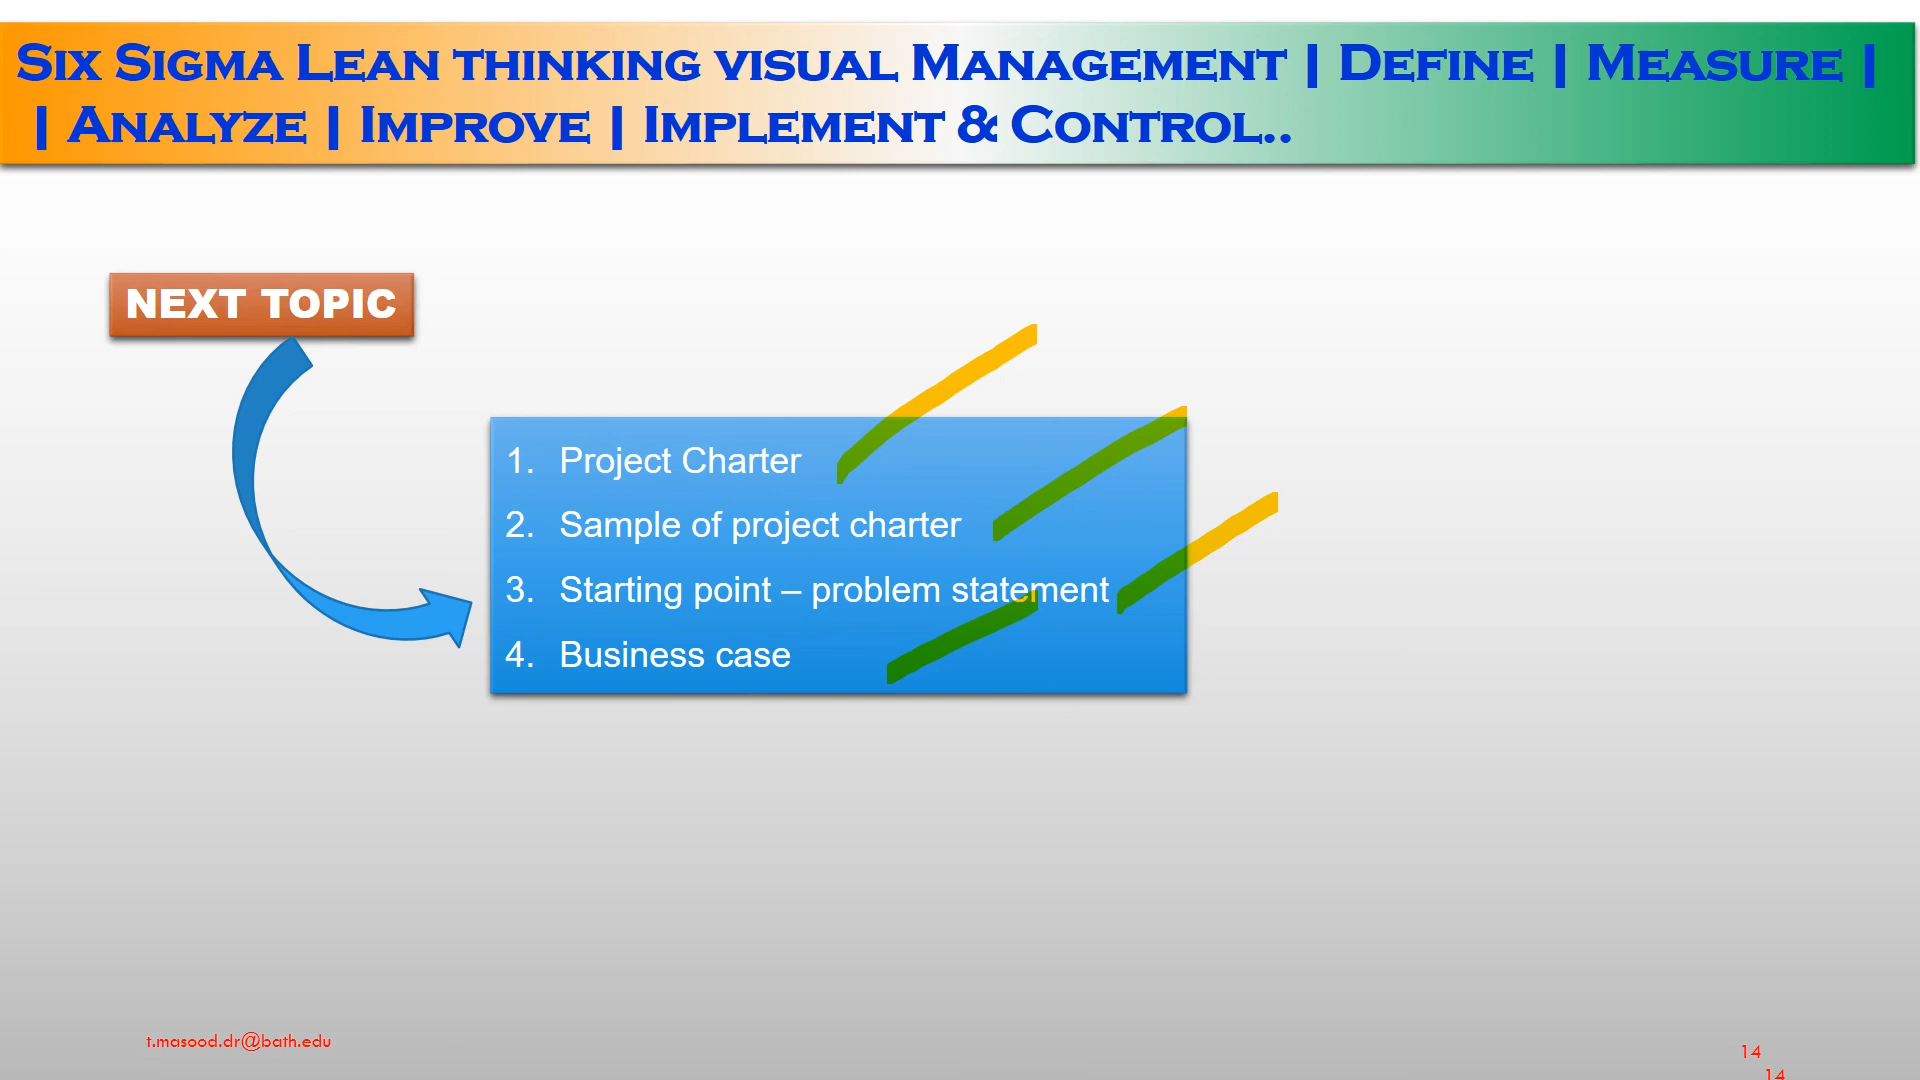 Six Sigma Lean thinking visual Management | Define | Measure |
| Analyze | Improve | Implement & Control..
NEXT TOPIC
1. Project Charter
2. Sample of project charter
3. Starting point – problem statement
4. Business case
t.masood.dr@bath.edu
14
14